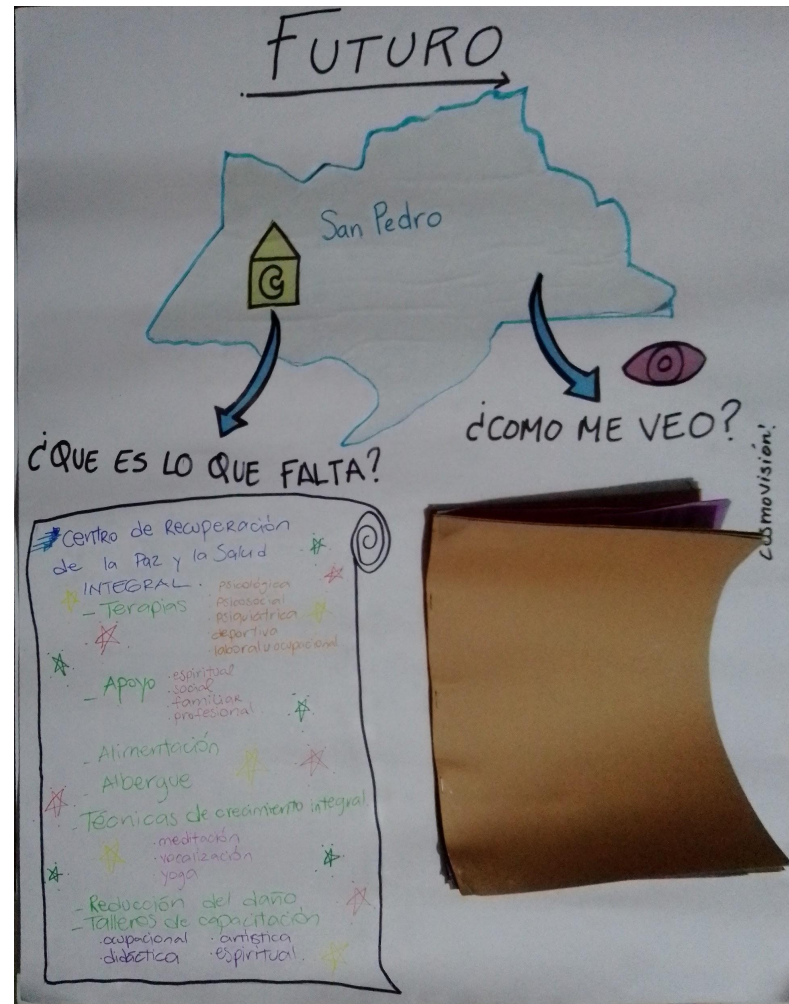 FUTURO
San Pedro
¿QUE ES LO QUE FALTA?
¿COMO ME VEO?
cosmovisión!
Centro de Recuperación
de la Paz y la Salud
INTEGRAL.
- Terapias
· psicológica
· psicosocial
· psiquiátrica
· deportiva
· laboral u ocupacional
- Apoyo
· espiritual
· social
· familiar
· profesional
- Alimentación
- Albergue
- Técnicas de crecimiento integral
· meditación
· vocalización
· yoga
- Reducción del daño
- Talleres de capacitación
· ocupacional · artística
· didáctica · espiritual.